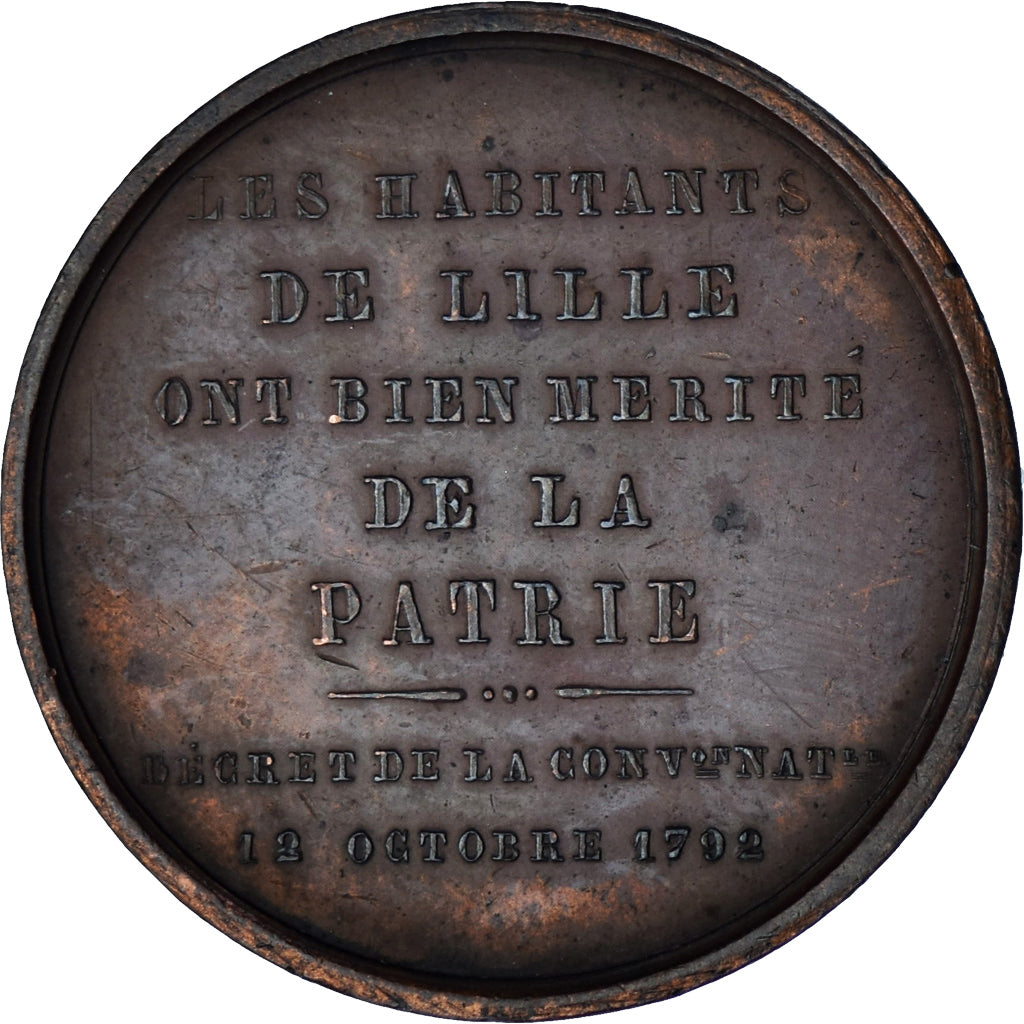 LES HABITANTS
DE LILLE
ONT BIEN MERITÉ
DE LA
PATRIE
DÉCRET DE LA CONVᵒⁿ NATˡᵉ
12 OCTOBRE 1792